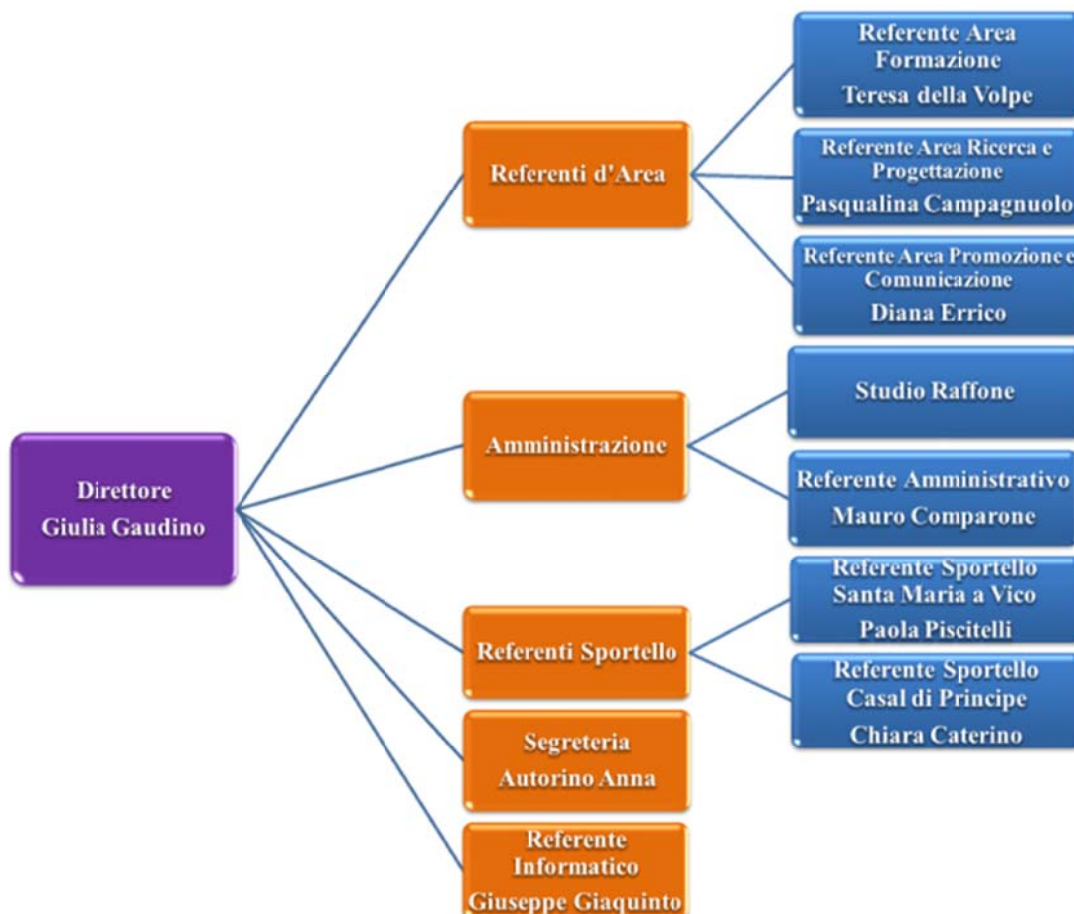 Direttore
Giulia Gaudino
Referenti d'Area
Referente Area
Formazione
Teresa della Volpe
Referente Area Ricerca e
Progettazione
Pasqualina Campagnuolo
Referente Area Promozione e
Comunicazione
Diana Errico
Amministrazione
Studio Raffone
Referente Amministrativo
Mauro Comparone
Referenti Sportello
Referente Sportello
Santa Maria a Vico
Paola Piscitelli
Referente Sportello
Casal di Principe
Chiara Caterino
Segreteria
Autorino Anna
Referente
Informatico
Giuseppe Giaquinto